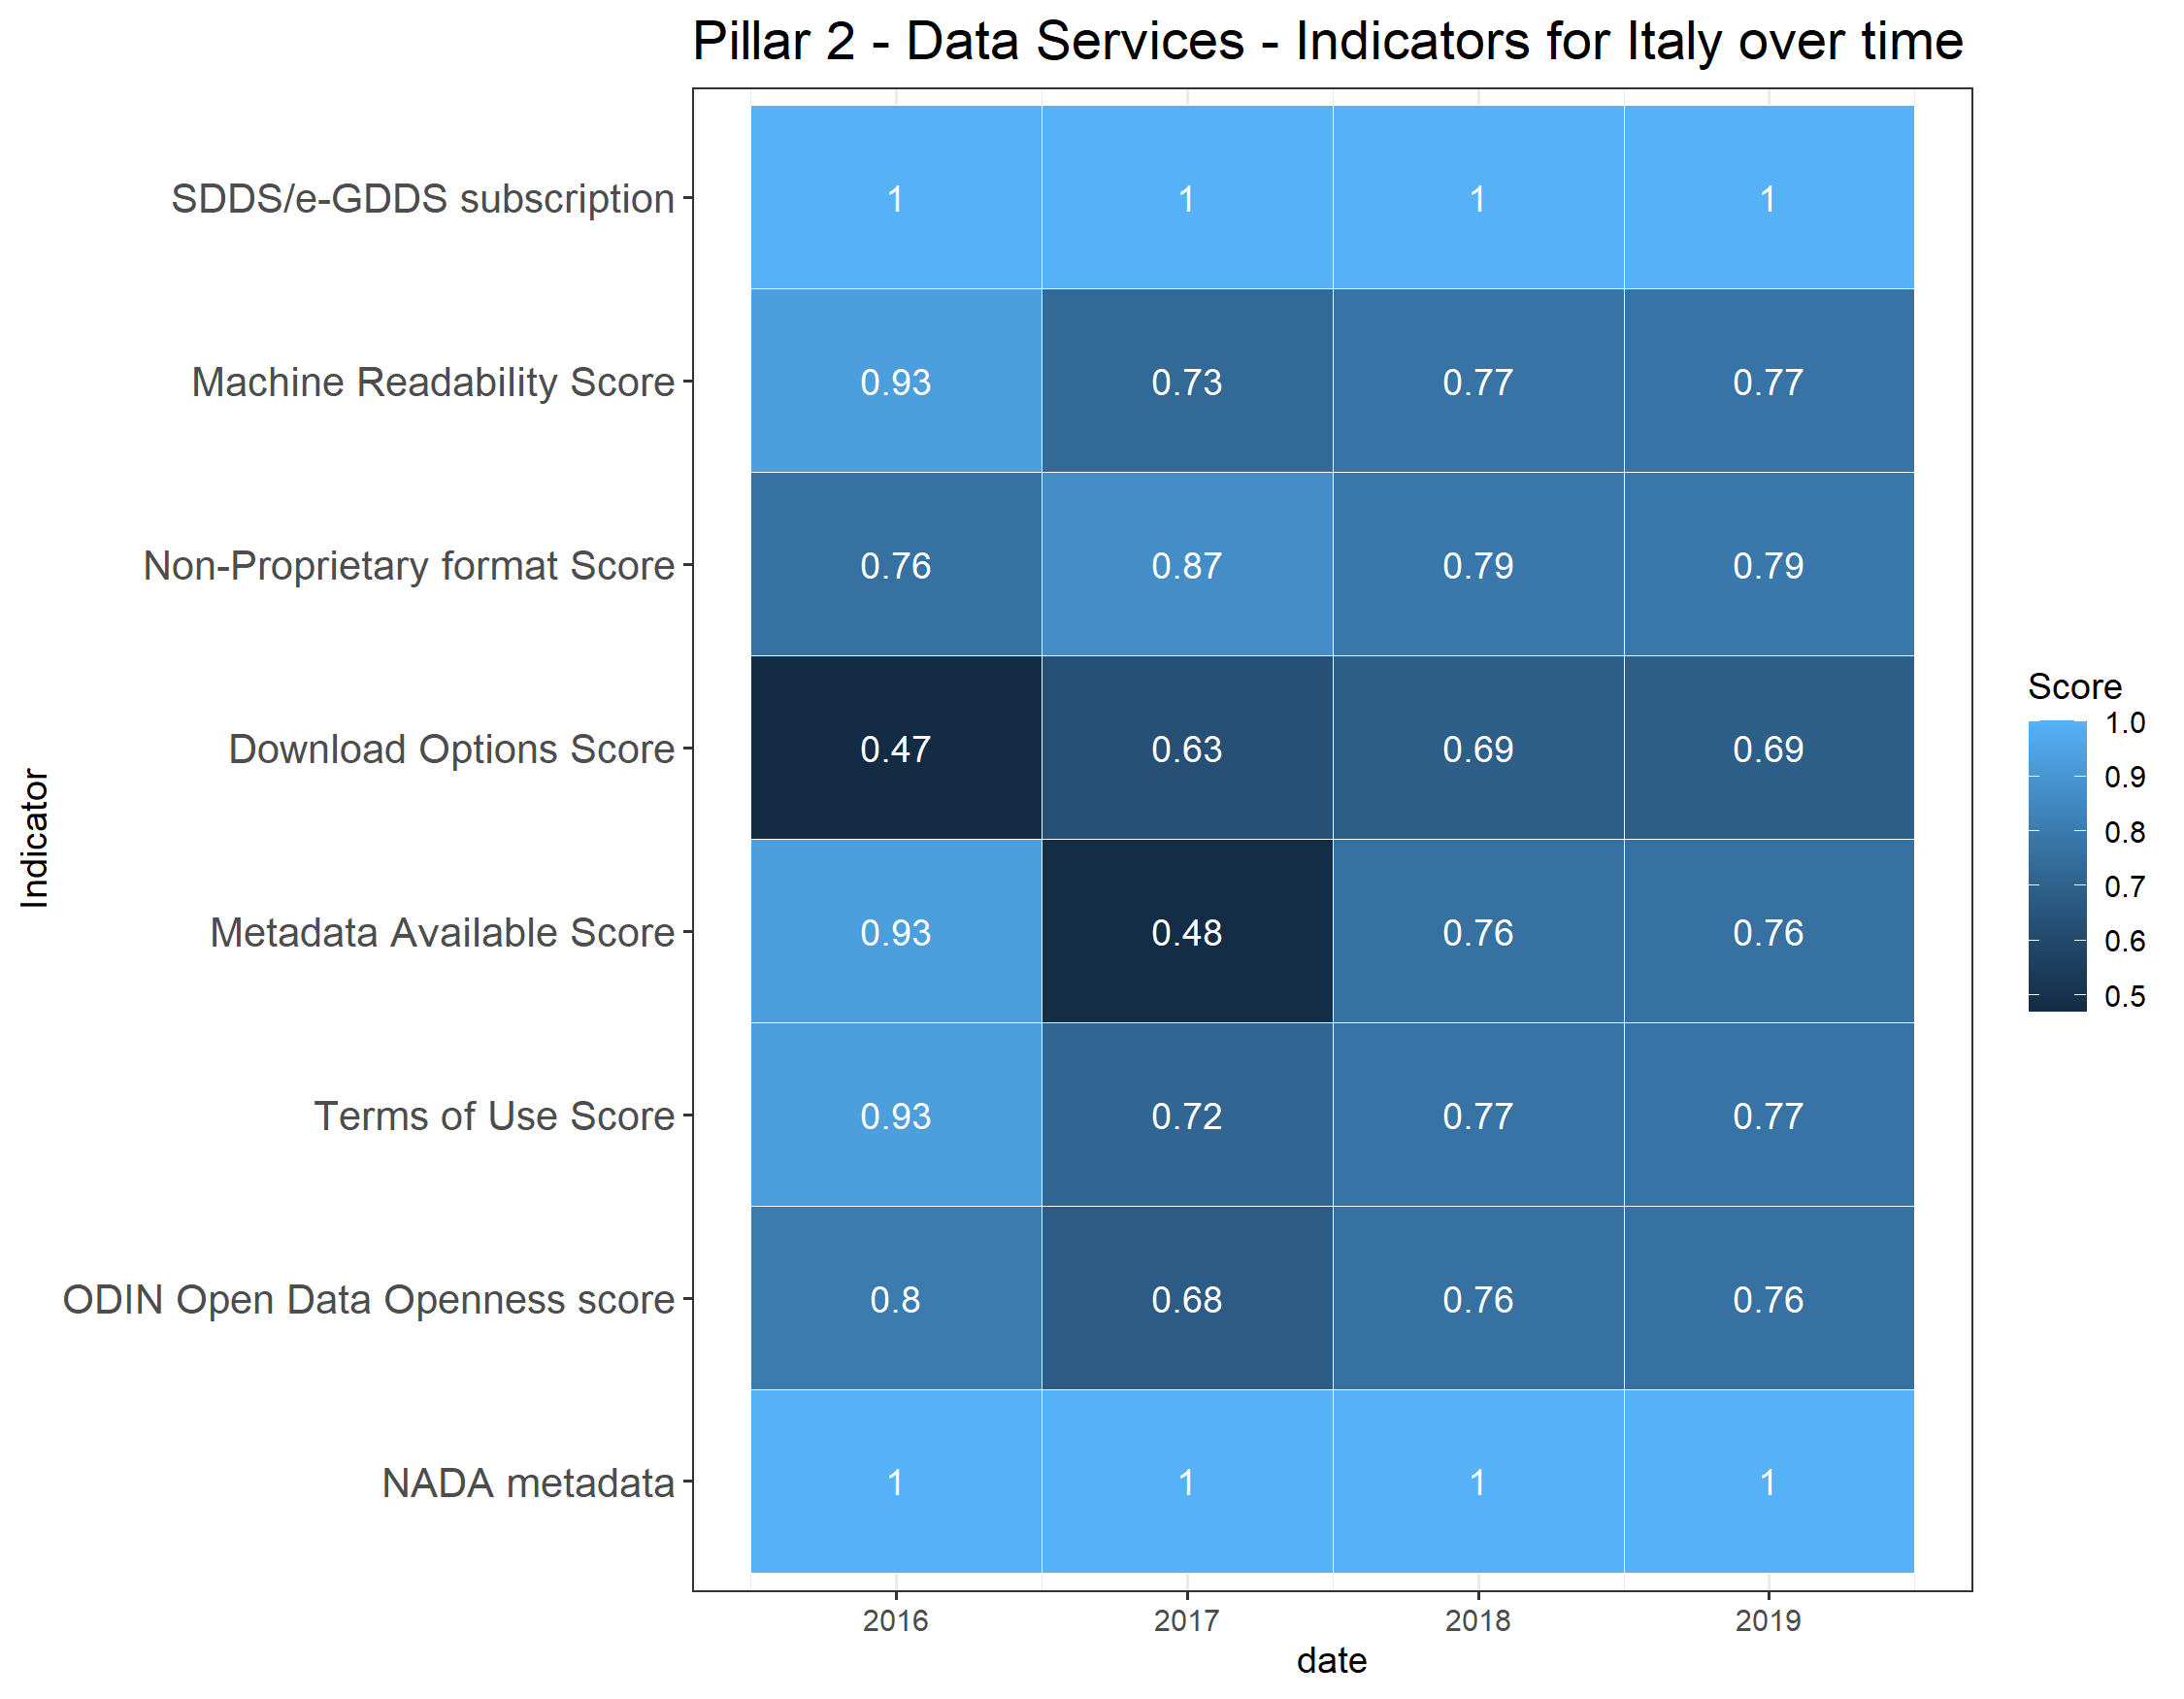 Pillar 2 - Data Services - Indicators for Italy over time
SDDS/e-GDDS subscription 1 1 1 1
Machine Readability Score 0.93 0.73 0.77 0.77
Non-Proprietary format Score 0.76 0.87 0.79 0.79
Download Options Score 0.47 0.63 0.69 0.69
Metadata Available Score 0.93 0.48 0.76 0.76
Terms of Use Score 0.93 0.72 0.77 0.77
ODIN Open Data Openness score 0.8 0.68 0.76 0.76
NADA metadata 1 1 1 1
2016 2017 2018 2019
date
Indicator
Score
1.0
0.9
0.8
0.7
0.6
0.5